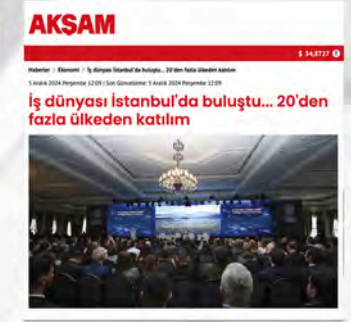 AKŞAM
$ 34,8727
Haberler > Ekonomi > İş dünyası İstanbul'da buluştu... 20'den fazla ülkeden katılım
5 Aralık 2024 Perşembe 12:09 | Son Güncelleme: 5 Aralık 2024 Perşembe 12:09
İş dünyası İstanbul'da buluştu... 20'den
fazla ülkeden katılım